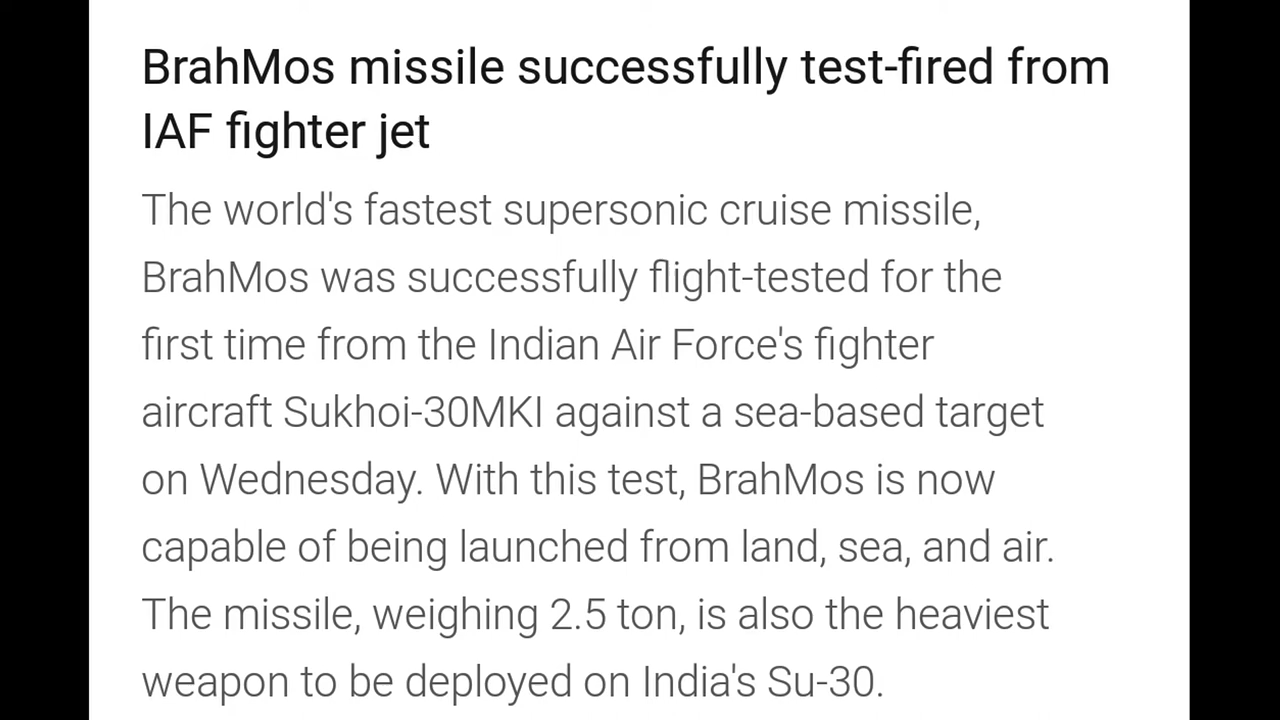 BrahMos missile successfully test-fired from
IAF fighter jet
The world's fastest supersonic cruise missile,
BrahMos was successfully flight-tested for the
first time from the Indian Air Force's fighter
aircraft Sukhoi-30MKI against a sea-based target
on Wednesday. With this test, BrahMos is now
capable of being launched from land, sea, and air.
The missile, weighing 2.5 ton, is also the heaviest
weapon to be deployed on India's Su-30.